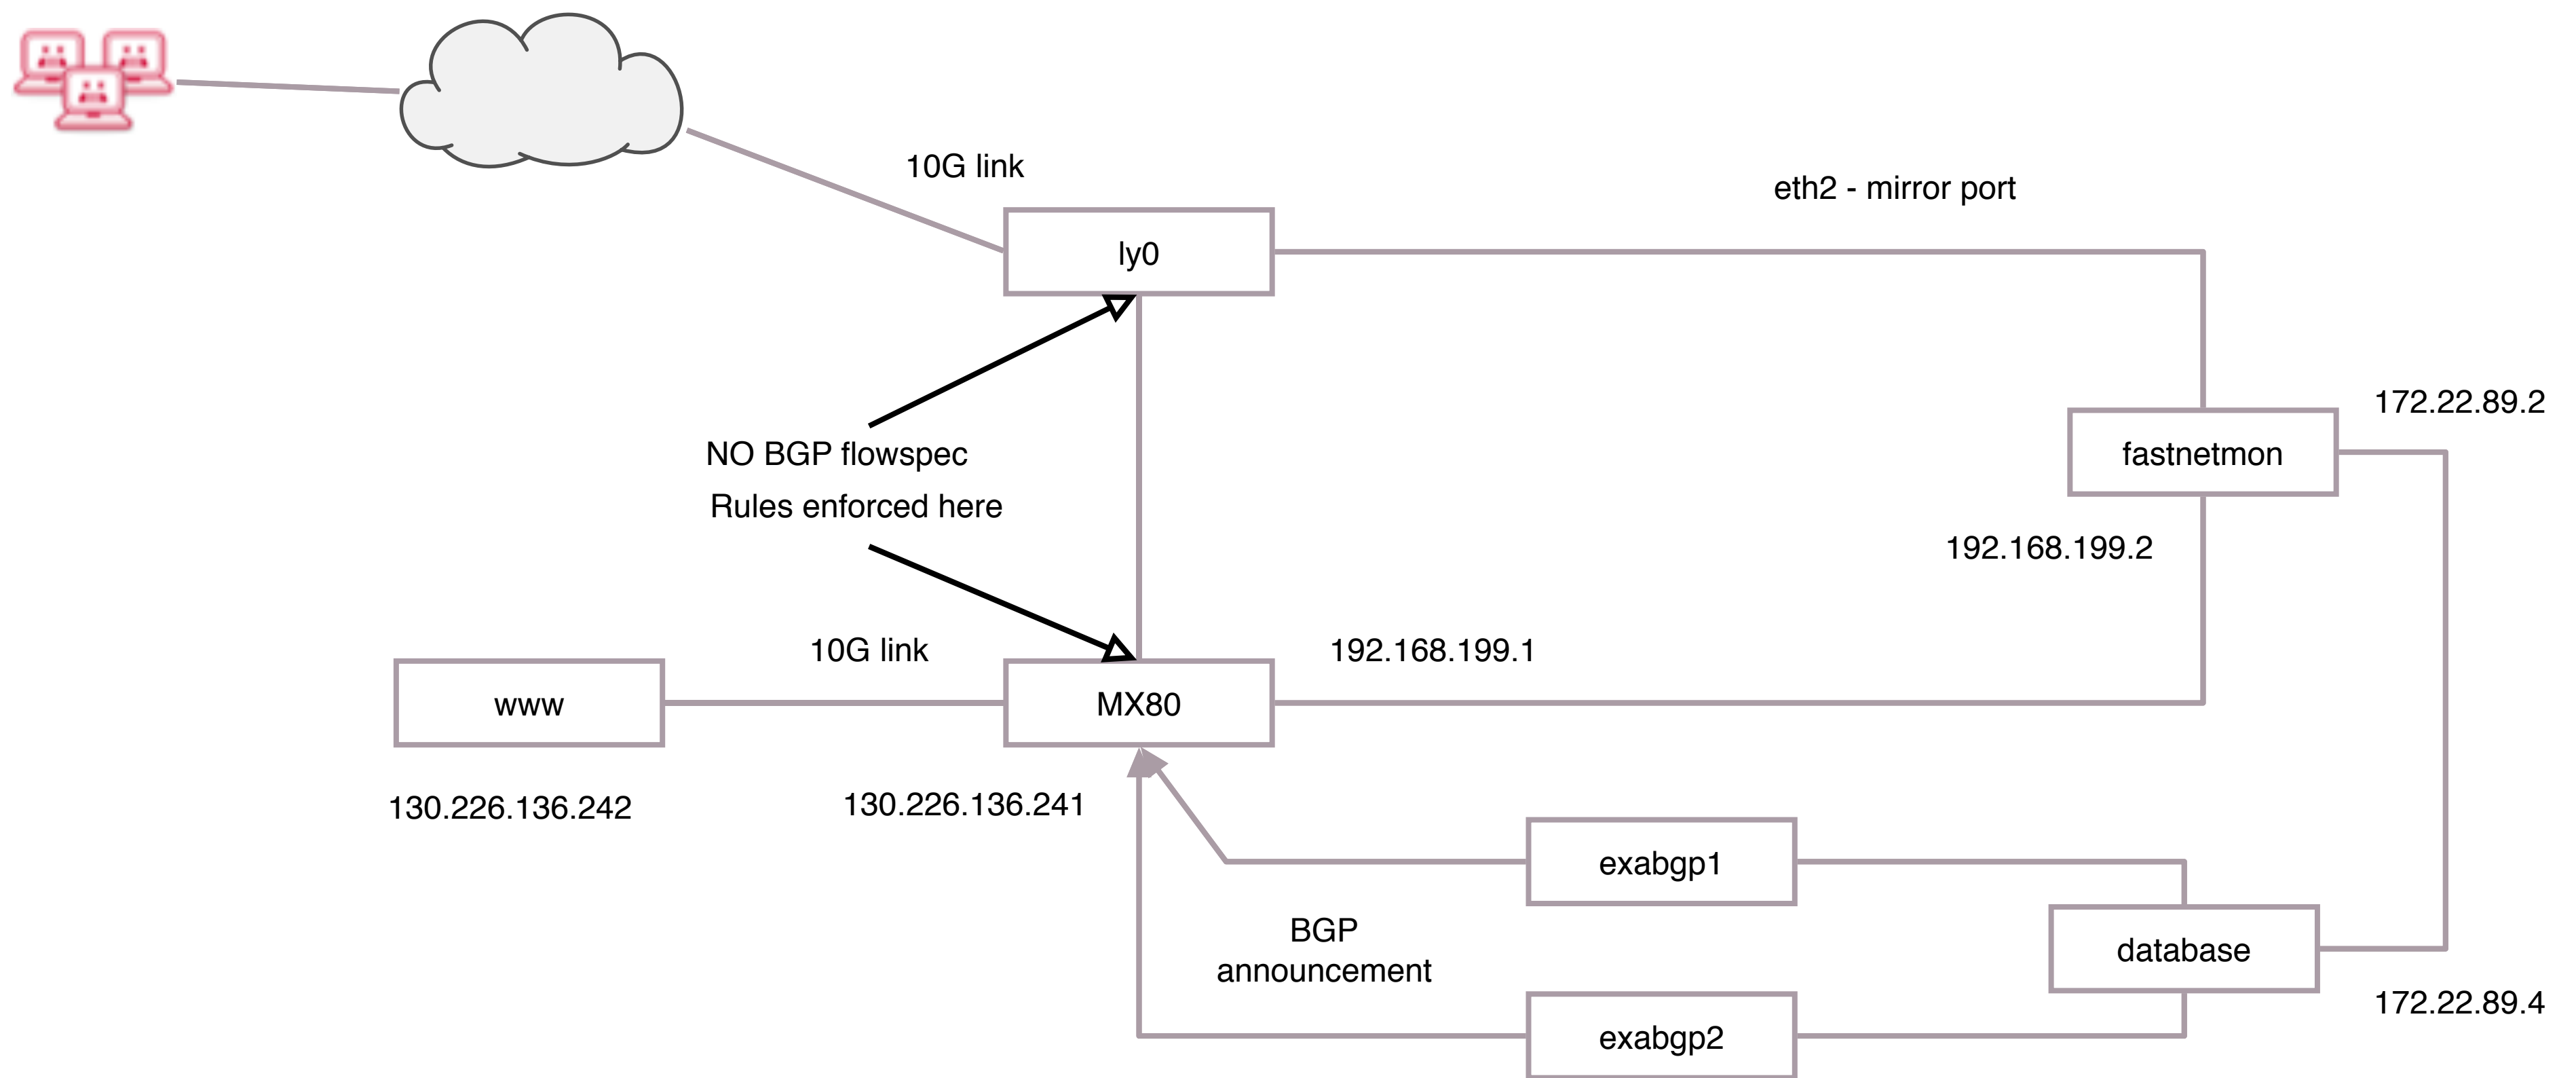 10G link
eth2 - mirror port
ly0
172.22.89.2
NO BGP flowspec
Rules enforced here
fastnetmon
192.168.199.2
10G link
192.168.199.1
www
MX80
130.226.136.242
130.226.136.241
exabgp1
BGP
announcement
database
172.22.89.4
exabgp2